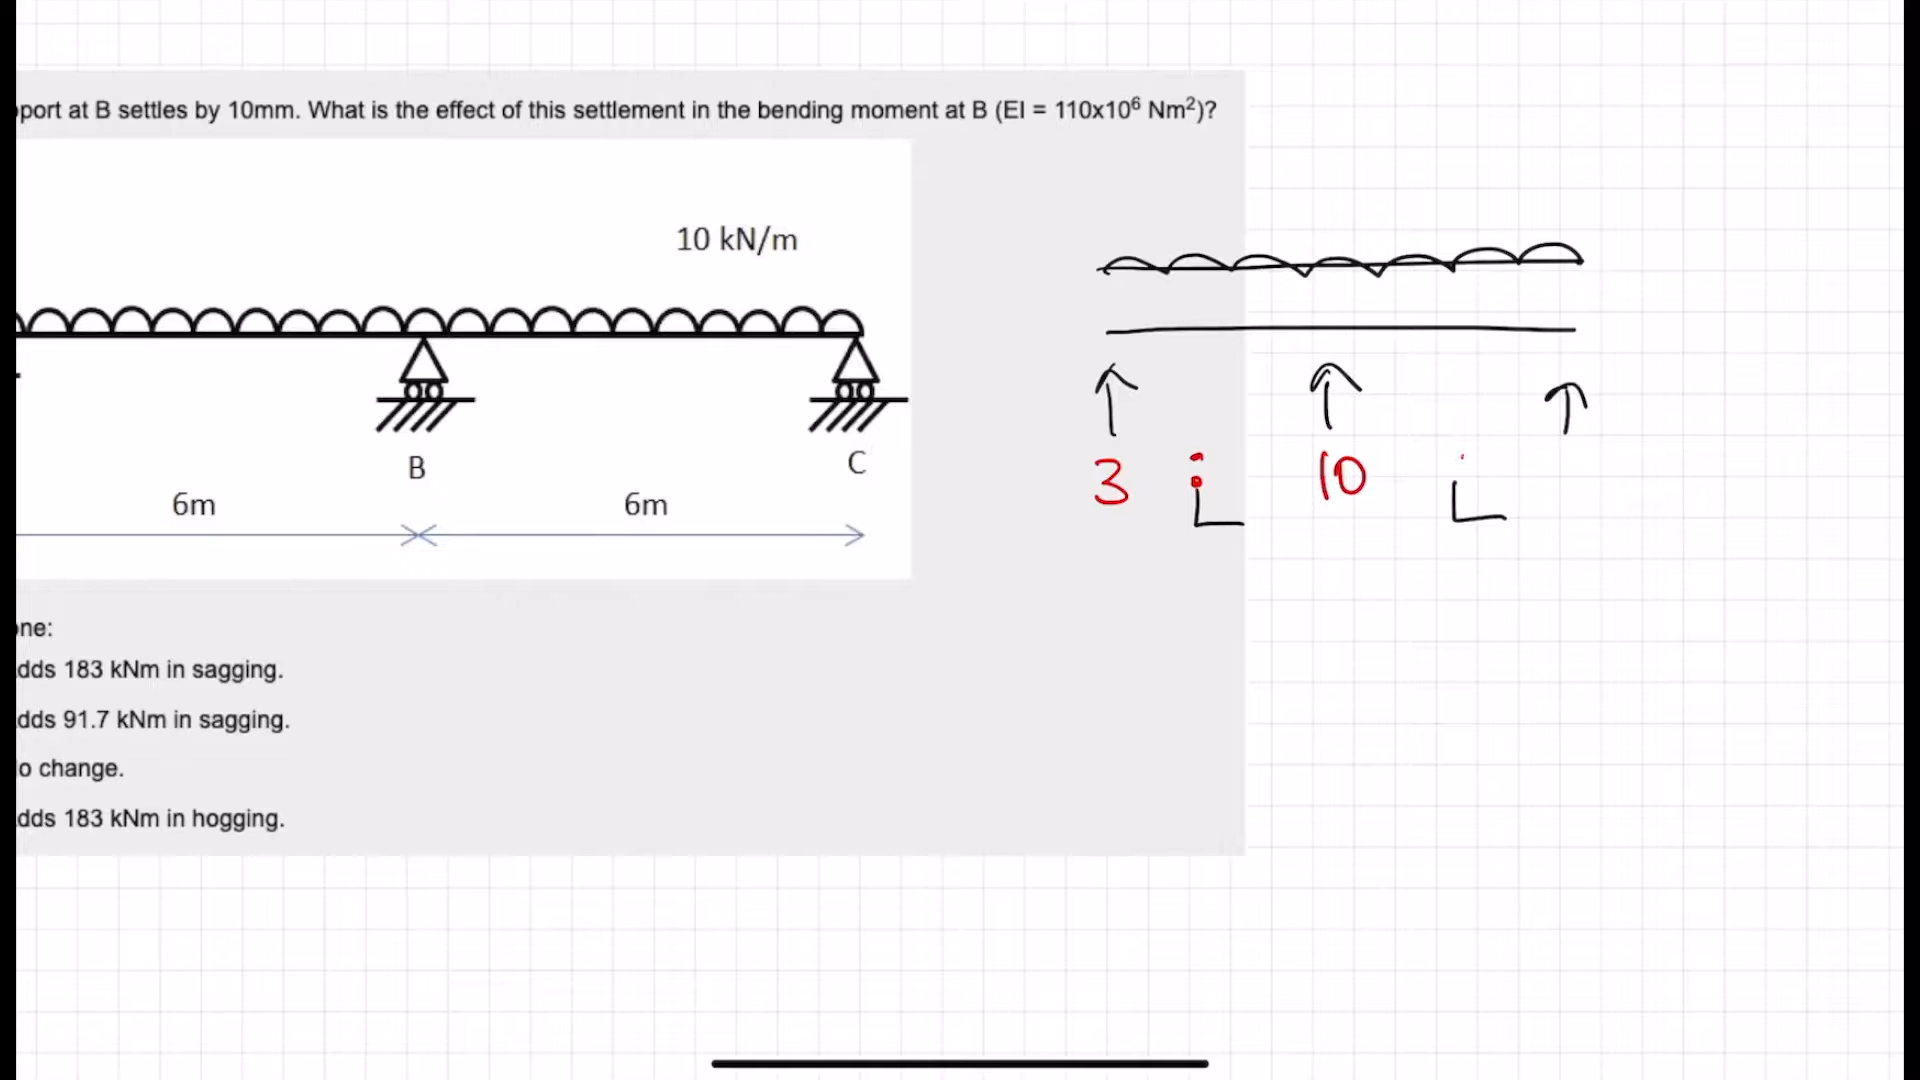 port at B settles by 10mm. What is the effect of this settlement in the bending moment at B (EI = 110x10⁶ Nm²)?
10 kN/m
B
C
6m
6m
3
10
L
L
ne:
dds 183 kNm in sagging.
dds 91.7 kNm in sagging.
o change.
dds 183 kNm in hogging.